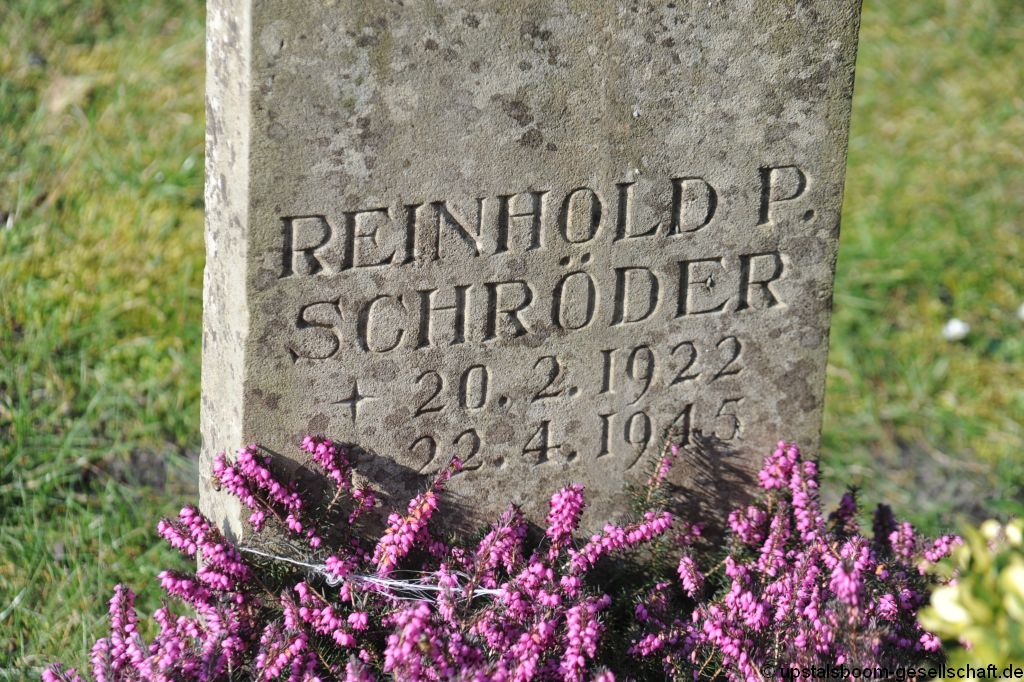 REINHOLD P.
SCHRÖDER
20. 2. 1922
22. 4. 1945
© upstalsboom-gesellschaft.de